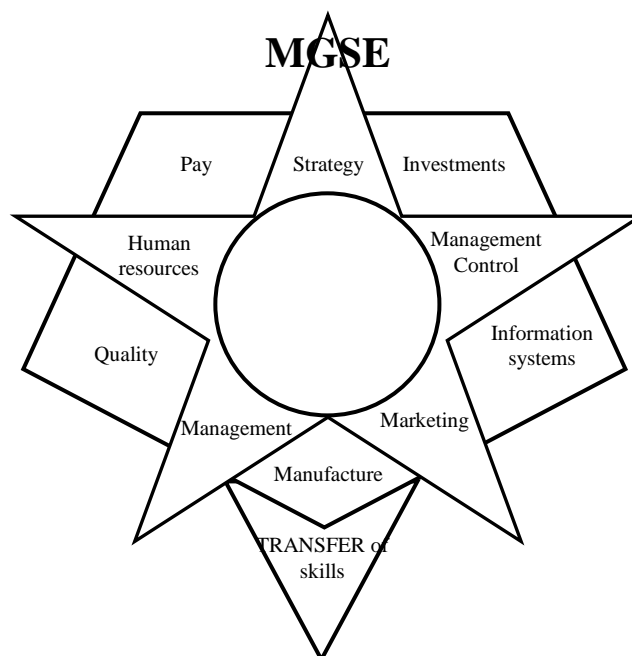 MGSE
Pay
Strategy
Investments
Human
resources
Management
Control
Quality
Information
systems
Management
Marketing
Manufacture
TRANSFER of
skills